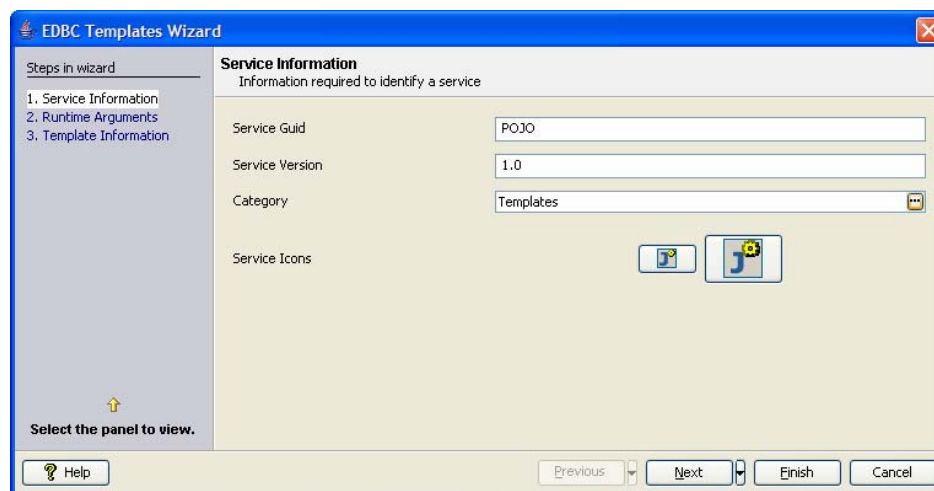 EDBC Templates Wizard
Steps in wizard
1. Service Information
2. Runtime Arguments
3. Template Information
Select the panel to view.
Service Information
Information required to identify a service
Service Guid
POJO
Service Version
1.0
Category
Templates
...
Service Icons
J
J
? Help
Previous
Next
Finish
Cancel